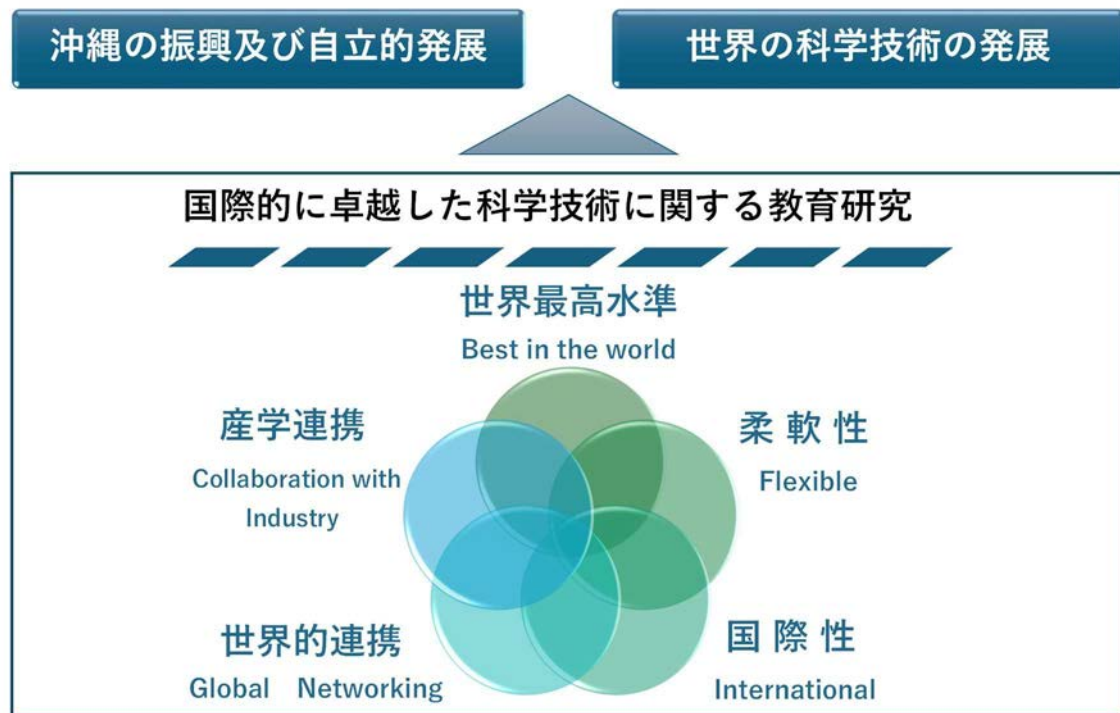 沖縄の振興及び自立的発展
世界の科学技術の発展
国際的に卓越した科学技術に関する教育研究
世界最高水準
Best in the world
産学連携
Collaboration with
Industry
柔 軟 性
Flexible
世界的連携
Global Networking
国 際 性
International